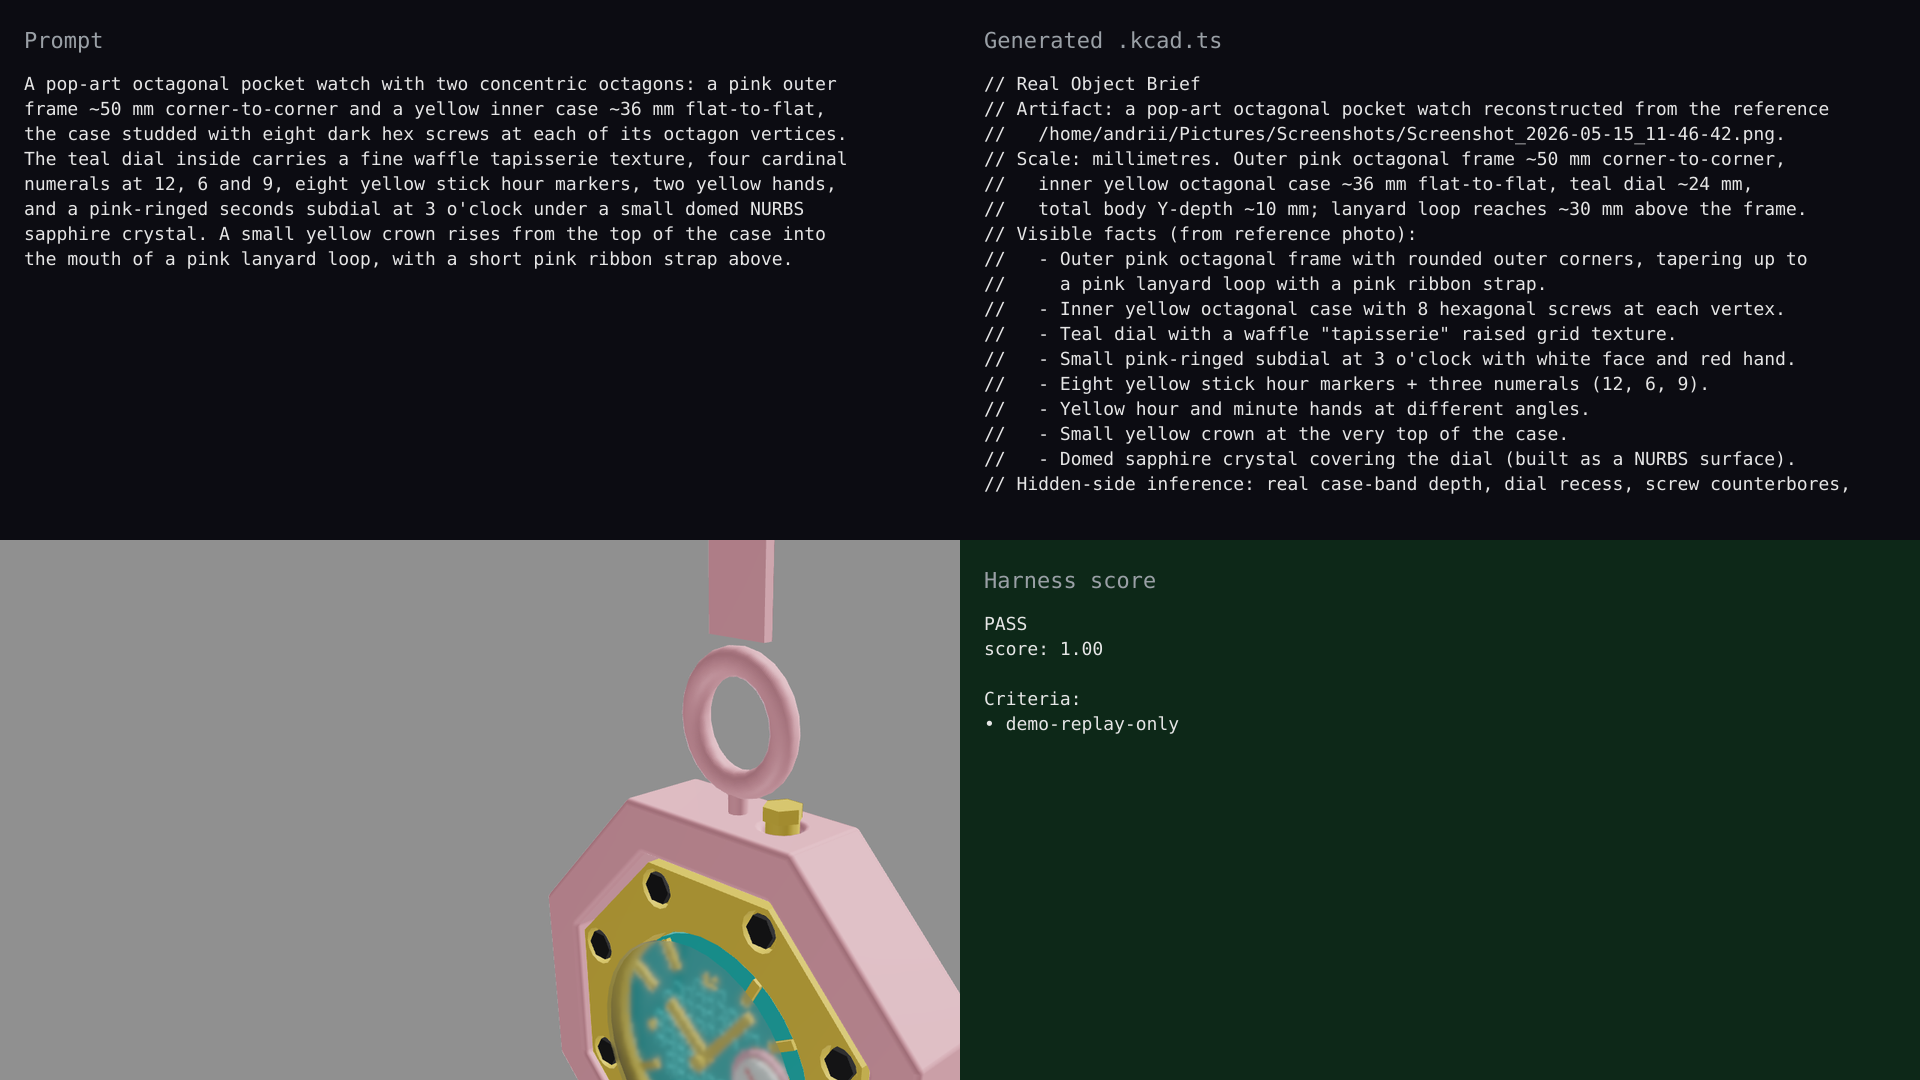 Prompt
A pop-art octagonal pocket watch with two concentric octagons: a pink outer
frame ~50 mm corner-to-corner and a yellow inner case ~36 mm flat-to-flat,
the case studded with eight dark hex screws at each of its octagon vertices.
The teal dial inside carries a fine waffle tapisserie texture, four cardinal
numerals at 12, 6 and 9, eight yellow stick hour markers, two yellow hands,
and a pink-ringed seconds subdial at 3 o'clock under a small domed NURBS
sapphire crystal. A small yellow crown rises from the top of the case into
the mouth of a pink lanyard loop, with a short pink ribbon strap above.
Generated .kcad.ts
// Real Object Brief
// Artifact: a pop-art octagonal pocket watch reconstructed from the reference
//   /home/andrii/Pictures/Screenshots/Screenshot_2026-05-15_11-46-42.png.
// Scale: millimetres. Outer pink octagonal frame ~50 mm corner-to-corner,
//   inner yellow octagonal case ~36 mm flat-to-flat, teal dial ~24 mm,
//   total body Y-depth ~10 mm; lanyard loop reaches ~30 mm above the frame.
// Visible facts (from reference photo):
//   - Outer pink octagonal frame with rounded outer corners, tapering up to
//     a pink lanyard loop with a pink ribbon strap.
//   - Inner yellow octagonal case with 8 hexagonal screws at each vertex.
//   - Teal dial with a waffle "tapisserie" raised grid texture.
//   - Small pink-ringed subdial at 3 o'clock with white face and red hand.
//   - Eight yellow stick hour markers + three numerals (12, 6, 9).
//   - Yellow hour and minute hands at different angles.
//   - Small yellow crown at the very top of the case.
//   - Domed sapphire crystal covering the dial (built as a NURBS surface).
// Hidden-side inference: real case-band depth, dial recess, screw counterbores,
Harness score
PASS
score: 1.00
Criteria:
• demo-replay-only